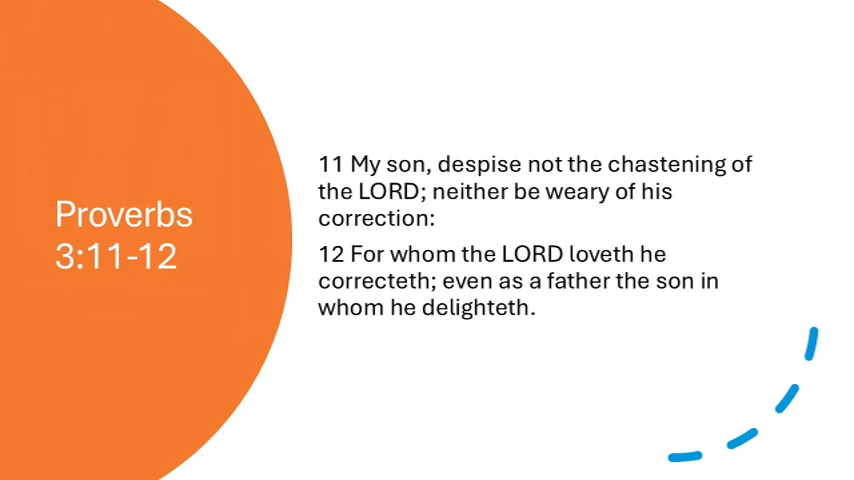 Proverbs
3:11-12
11 My son, despise not the chastening of
the LORD; neither be weary of his
correction:
12 For whom the LORD loveth he
correcteth; even as a father the son in
whom he delighteth.